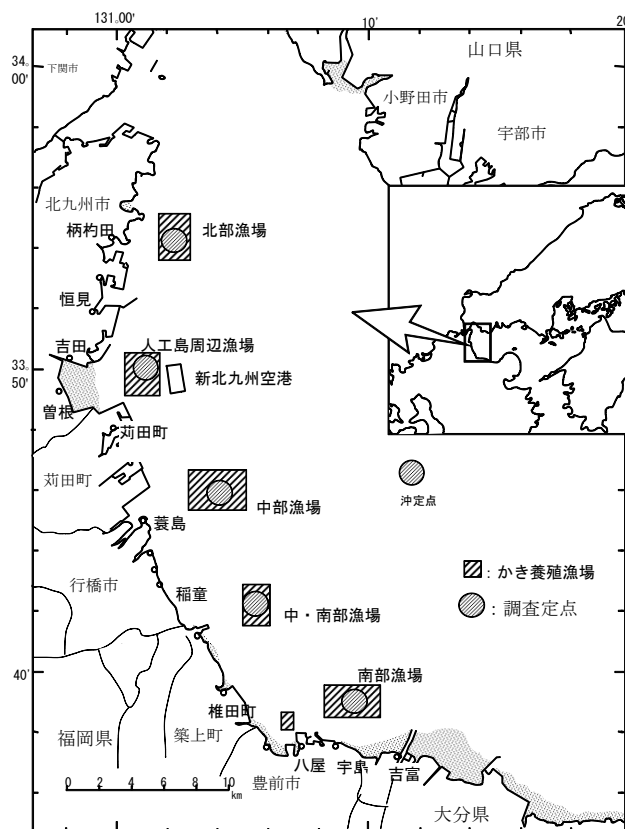 131° 00′
10′
20
34° 00′
下関市
山口県
小野田市
宇部市
北九州市
柄杓田
北部漁場
恒見
吉田
人工島周辺漁場
33° 50′
新北九州空港
曽根
苅田町
苅田町
沖定点
中部漁場
蓑島
：かき養殖漁場
行橋市
稲童
中・南部漁場
：調査定点
40′
南部漁場
椎田町
福岡県
築上町
八屋
宇島
吉富
豊前市
0 2 4 6 8 10
km
大分県